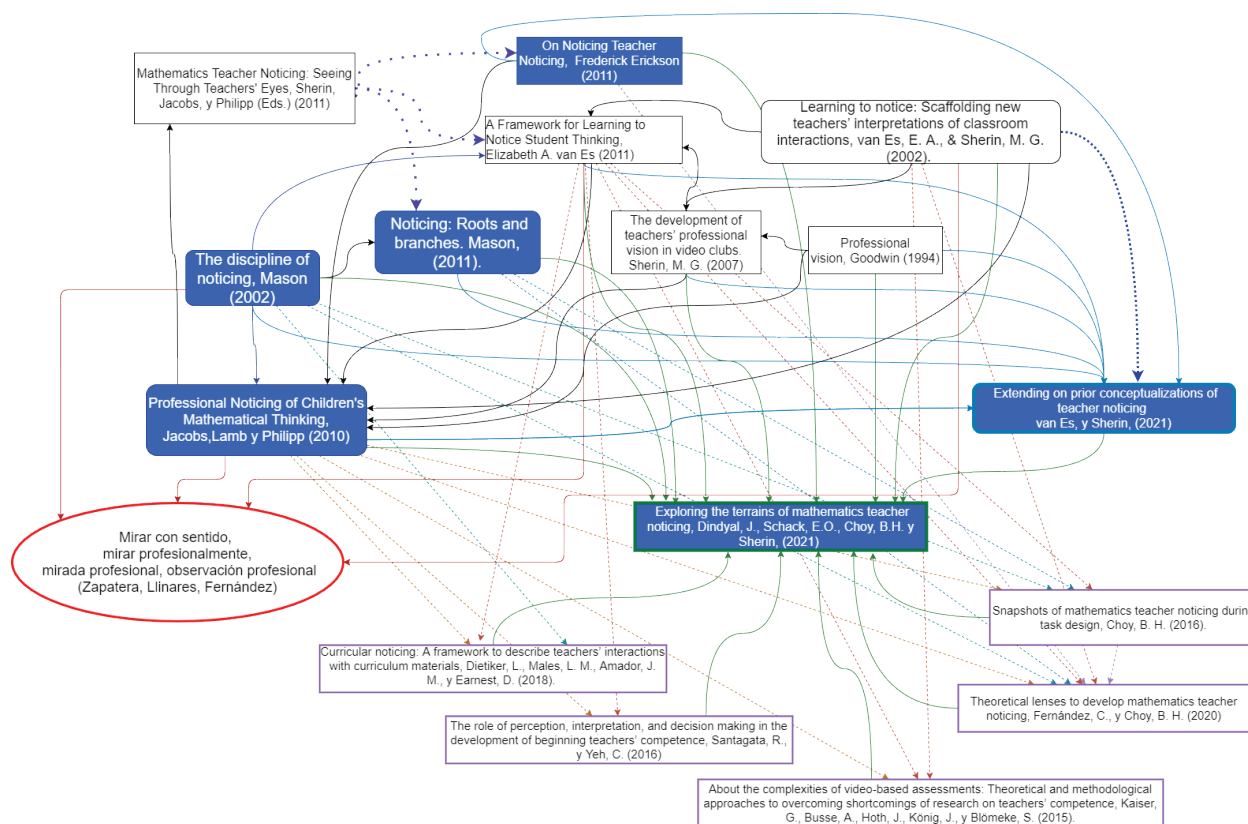 On Noticing Teacher
Noticing, Frederick Erickson
(2011)
Mathematics Teacher Noticing: Seeing
Through Teachers' Eyes, Sherin,
Jacobs, y Philipp (Eds.) (2011)
Learning to notice: Scaffolding new
teachers' interpretations of classroom
interactions, van Es, E. A., & Sherin, M. G.
(2002).
A Framework for Learning to
Notice Student Thinking,
Elizabeth A. van Es (2011)
Noticing: Roots and
branches. Mason,
(2011).
The development of
teachers' professional
vision in video clubs.
Sherin, M. G. (2007)
Professional
vision, Goodwin (1994)
The discipline of
noticing, Mason
(2002)
Professional Noticing of Children's
Mathematical Thinking,
Jacobs,Lamb y Philipp (2010)
Extending on prior conceptualizations of
teacher noticing
van Es, y Sherin, (2021)
Exploring the terrains of mathematics teacher
noticing, Dindyal, J., Schack, E.O., Choy, B.H. y
Sherin, (2021)
Mirar con sentido,
mirar profesionalmente,
mirada profesional, observación profesional
(Zapatera, Llinares, Fernández)
Snapshots of mathematics teacher noticing durin
task design, Choy, B. H. (2016).
Curricular noticing: A framework to describe teachers' interactions
with curriculum materials, Dietiker, L., Males, L. M., Amador, J.
M., y Earnest, D. (2018).
Theoretical lenses to develop mathematics teacher
noticing, Fernández, C., y Choy, B. H. (2020)
The role of perception, interpretation, and decision making in the
development of beginning teachers' competence, Santagata, R.,
y Yeh, C. (2016)
About the complexities of video-based assessments: Theoretical and methodological
approaches to overcoming shortcomings of research on teachers' competence, Kaiser,
G., Busse, A., Hoth, J., König, J., y Blömeke, S. (2015).